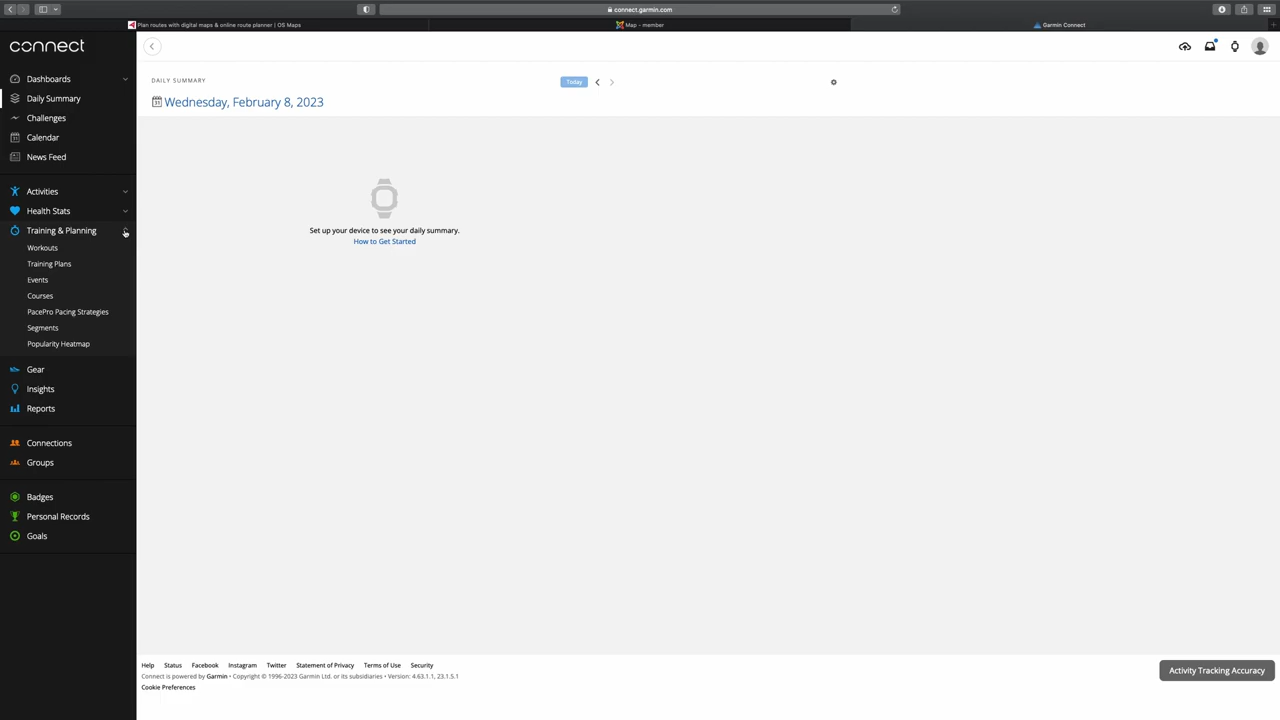 connect.garmin.com
Plan routes with digital maps & online route planner | OS Maps
Map - member
Garmin Connect
connect
Dashboards
Daily Summary
Challenges
Calendar
News Feed
Activities
Health Stats
Training & Planning
Workouts
Training Plans
Events
Courses
PacePro Pacing Strategies
Segments
Popularity Heatmap
Gear
Insights
Reports
Connections
Groups
Badges
Personal Records
Goals
DAILY SUMMARY
Today
Wednesday, February 8, 2023
Set up your device to see your daily summary.
How to Get Started
Help Status Facebook Instagram Twitter Statement of Privacy Terms of Use Security
Connect is powered by Garmin • Copyright © 1996-2023 Garmin Ltd. or its subsidiaries • Version: 4.63.1.1, 23.1.5.1
Cookie Preferences
Activity Tracking Accuracy